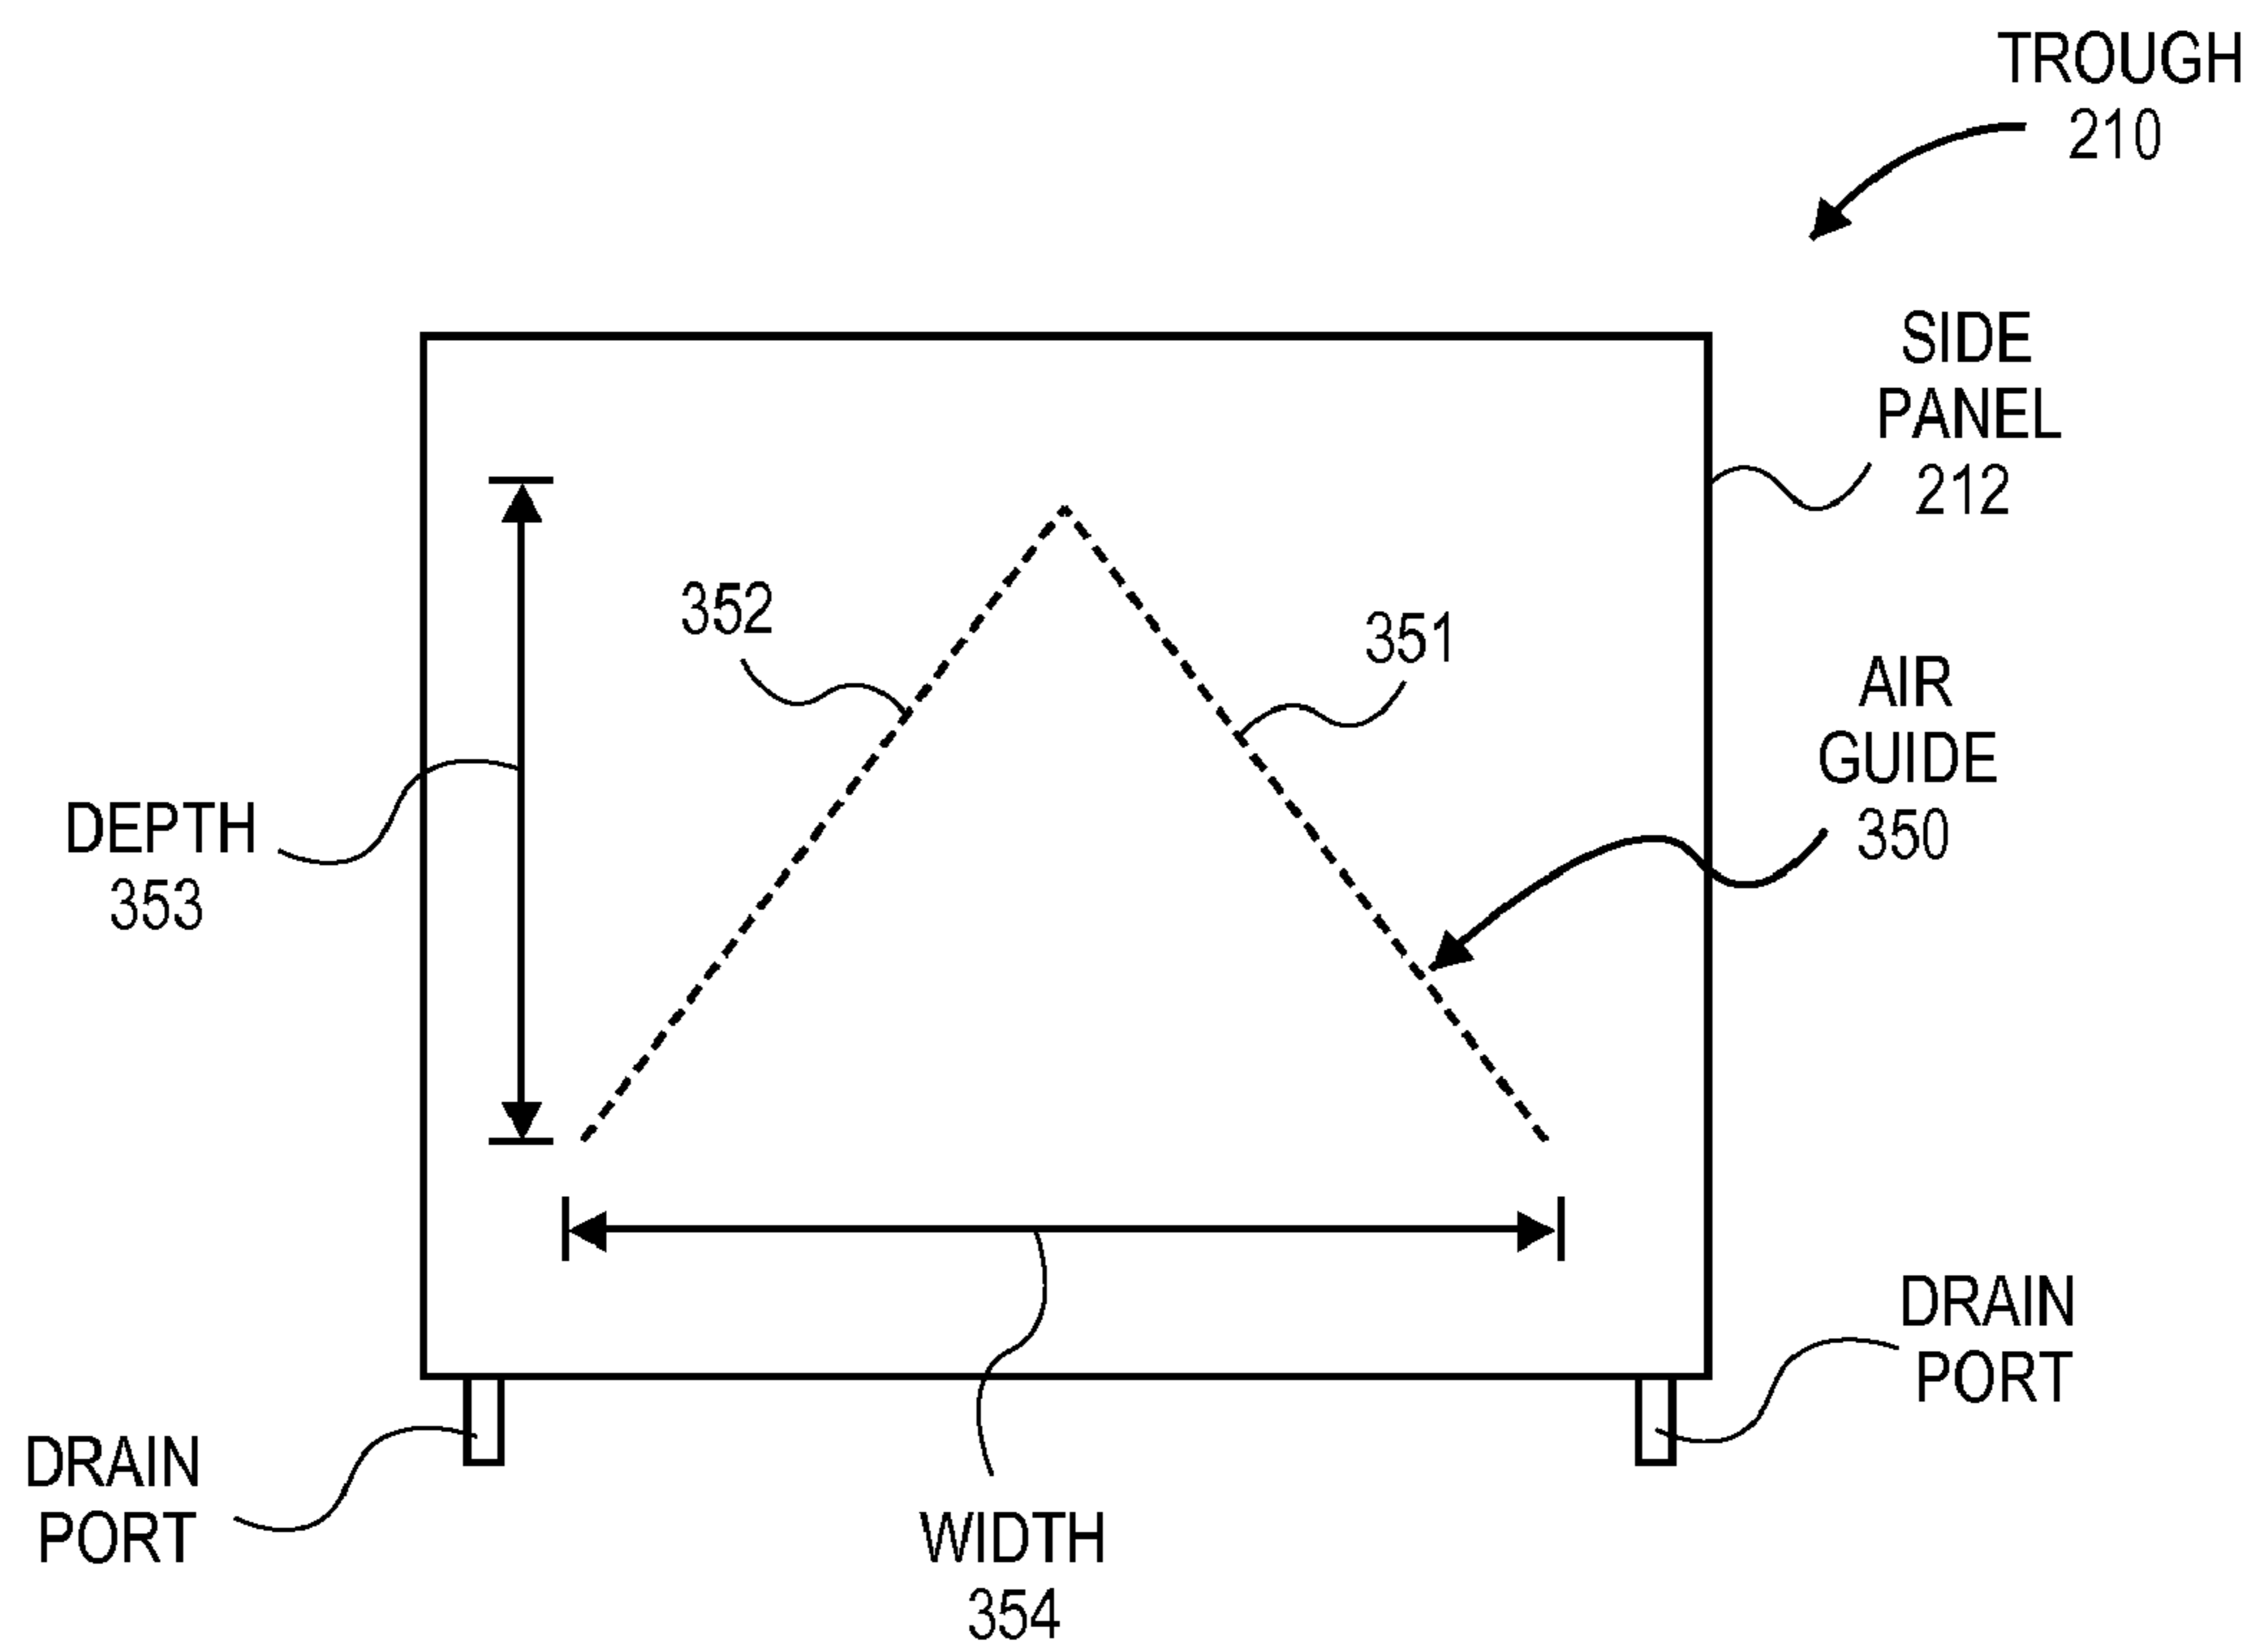 TROUGH
210
SIDE
PANEL
212
352
351
AIR
GUIDE
350
DEPTH
353
DRAIN
PORT
DRAIN
PORT
WIDTH
354